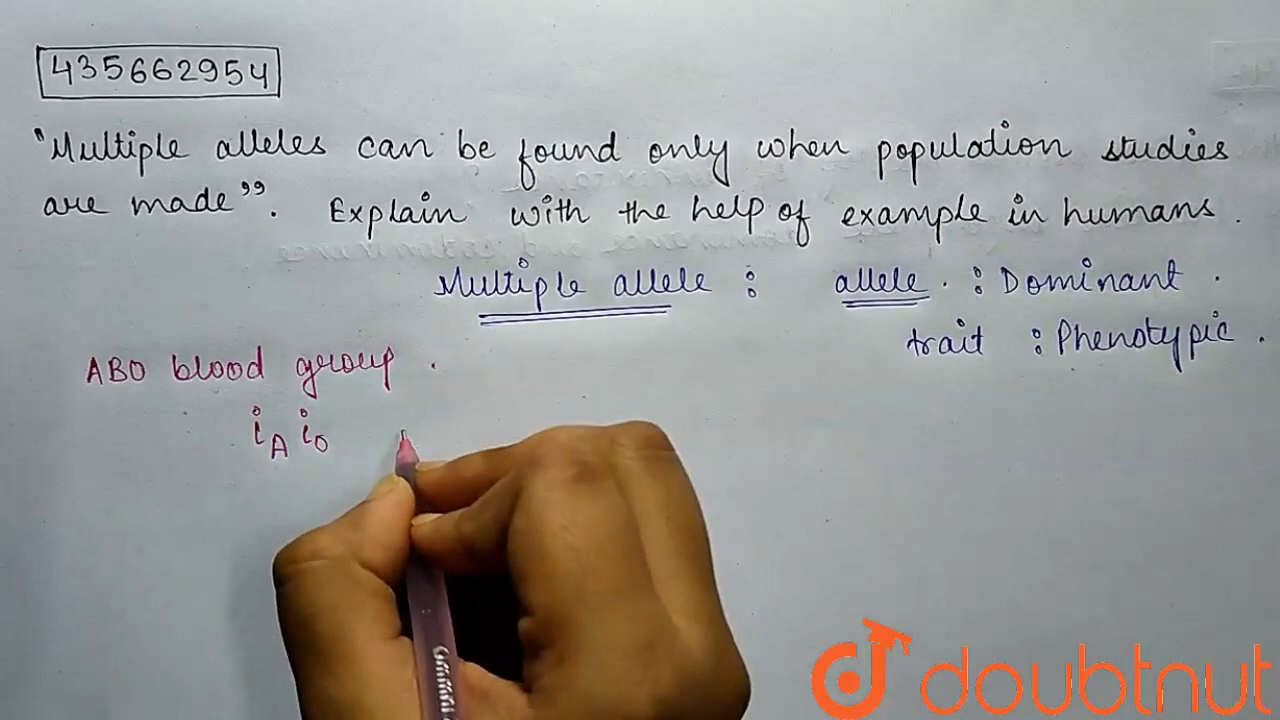 435662954
"Multiple alleles can be found only when population studies
are made". Explain with the help of example in humans.
Multiple allele : allele. : Dominant.
trait : Phenotypic.
ABO blood group.
iA iO
doubtnut